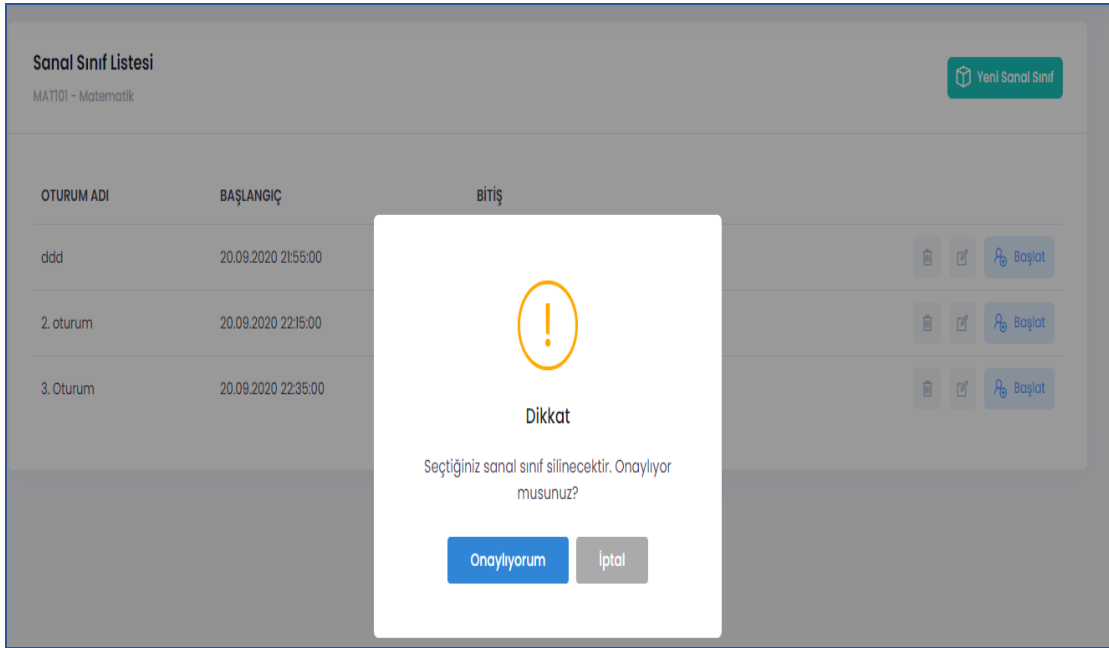 Sanal Sınıf Listesi
MAT101 - Matematik
Yeni Sanal Sınıf
OTURUM ADI BAŞLANGIÇ BİTİŞ
ddd 20.09.2020 21:55:00 Başlat
2. oturum 20.09.2020 22:15:00 Başlat
3. Oturum 20.09.2020 22:35:00 Başlat
!
Dikkat
Seçtiğiniz sanal sınıf silinecektir. Onaylıyor
musunuz?
Onaylıyorum İptal